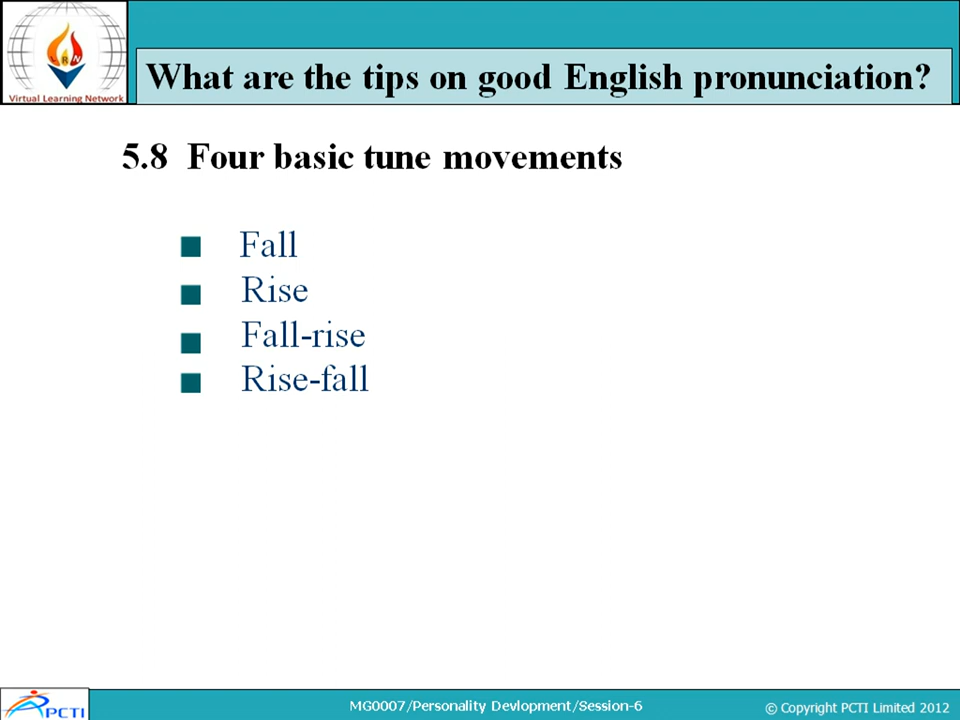 LRN
Virtual Learning Network
What are the tips on good English pronunciation?
5.8 Four basic tune movements
Fall
Rise
Fall-rise
Rise-fall
PCTI
MG0007/Personality Devlopment/Session-6
© Copyright PCTI Limited 2012